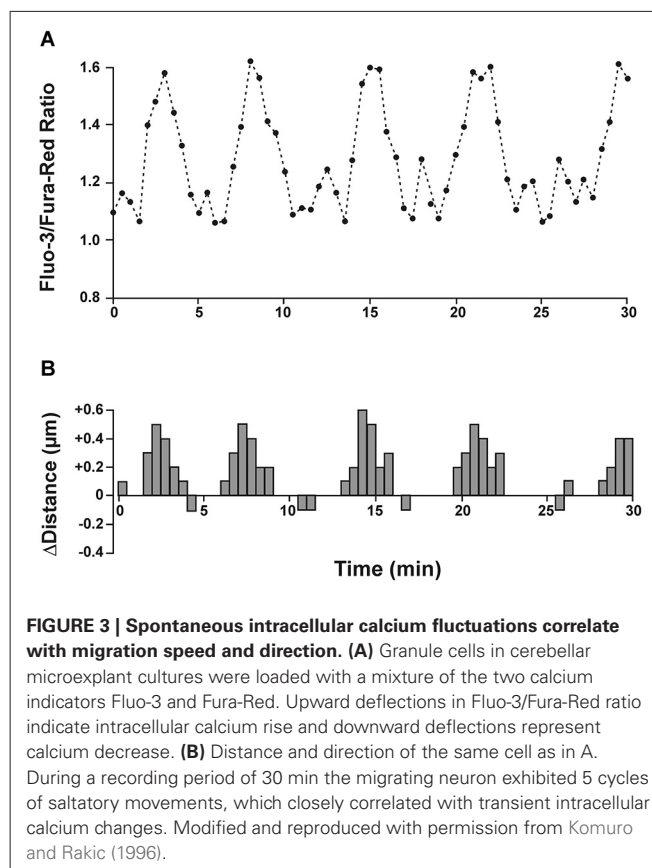 A
Fluo-3/Fura-Red Ratio
1.6
1.4
1.2
1.0
0.8
0 5 10 15 20 25 30
B
ΔDistance (µm)
+0.6
+0.4
+0.2
0
-0.2
-0.4
0 5 10 15 20 25 30
Time (min)
FIGURE 3 | Spontaneous intracellular calcium fluctuations correlate
with migration speed and direction. (A) Granule cells in cerebellar
microexplant cultures were loaded with a mixture of the two calcium
indicators Fluo-3 and Fura-Red. Upward deflections in Fluo-3/Fura-Red ratio
indicate intracellular calcium rise and downward deflections represent
calcium decrease. (B) Distance and direction of the same cell as in A.
During a recording period of 30 min the migrating neuron exhibited 5 cycles
of saltatory movements, which closely correlated with transient intracellular
calcium changes. Modified and reproduced with permission from Komuro
and Rakic (1996).